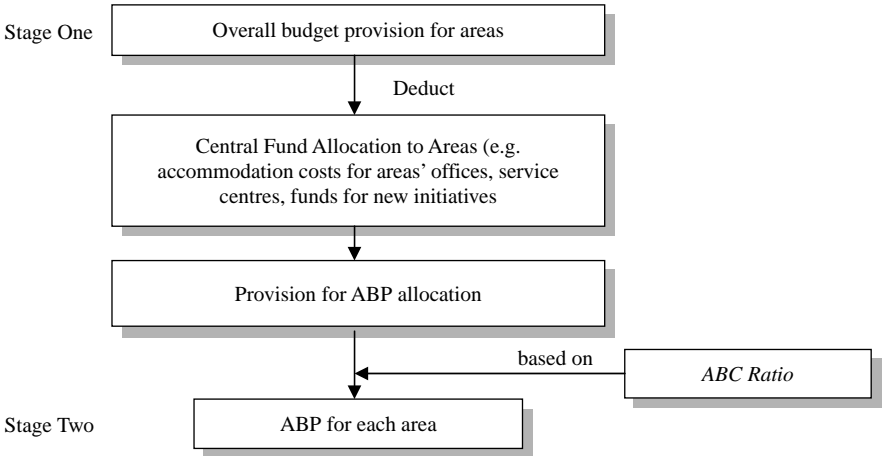 Stage One
Overall budget provision for areas
Deduct
Central Fund Allocation to Areas (e.g.
accommodation costs for areas' offices, service
centres, funds for new initiatives
Provision for ABP allocation
based on
ABC Ratio
Stage Two
ABP for each area